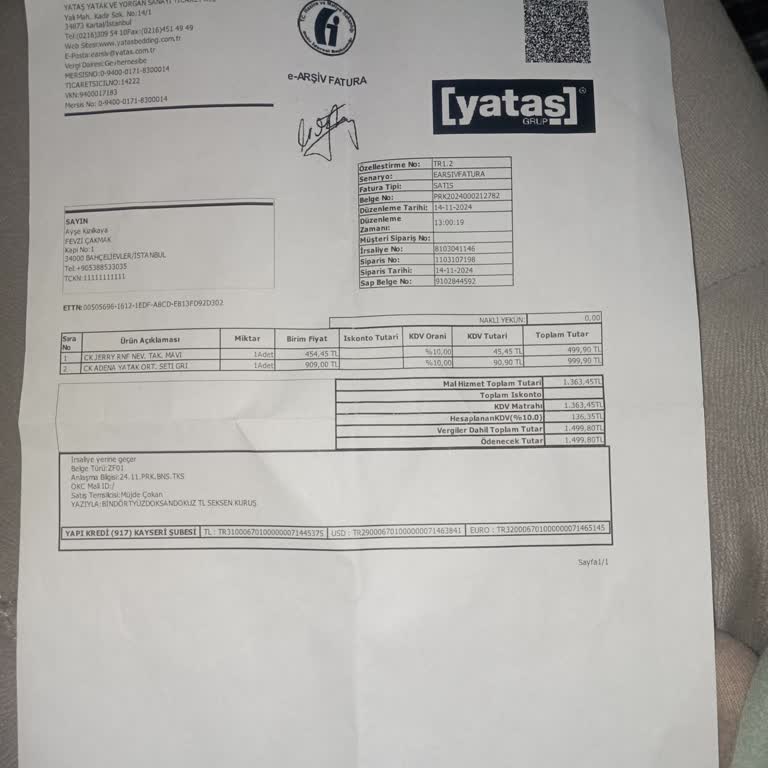 YATAŞ YATAK VE YORGAN SANAYİ TİCARET
Yalı Mah. Kadir Sok. No:14/1
34873 Kartal/İstanbul
Tel:(0216)309 54 10Fax:(0216)451 49 49
Web Sitesi:www.yatasbedding.com.tr
E-Posta:earsiv@yatas.com.tr
Vergi Dairesi:Gevhernesibe
MERSISNO:0-9400-0171-8300014
TICARETSICILNO:14222
VKN:9400017183
Mersis No: 0-9400-0171-8300014
e-ARŞİV FATURA
[yataş]®
GRUP
Özelleştirme No: TR1.2
Senaryo: EARSIVFATURA
Fatura Tipi: SATIS
Belge No: PRK2024000212782
Düzenleme Tarihi: 14-11-2024
Düzenleme Zamanı: 13:00:19
Müşteri Sipariş No:
İrsaliye No: 8103041146
Sipariş No: 1103107198
Sipariş Tarihi: 14-11-2024
Sap Belge No: 9102844592
SAYIN
Ayşe Kızılkaya
FEVZİ ÇAKMAK
Kapı No:1
34000 BAHÇELİEVLER/İSTANBUL
Tel:+905388533035
TCKN:11111111111
ETTN:00505696-1612-1EDF-A8CD-EB13FD92D302
NAKLİ YEKUN: 0,00
Sıra No Ürün Açıklaması Miktar Birim Fiyat Iskonto Tutari KDV Orani KDV Tutari Toplam Tutar
1 CK JERRY RNF NEV. TAK. MAVI 1Adet 454,45 TL %10,00 45,45 TL 499,90 TL
2 CK ADENA YATAK ORT. SETI GRI 1Adet 909,00 TL %10,00 90,90 TL 999,90 TL
Mal Hizmet Toplam Tutari 1.363,45TL
Toplam Iskonto
KDV Matrahı 1.363,45TL
HesaplananKDV(%10.0) 136,35TL
Vergiler Dahil Toplam Tutar 1.499,80TL
Ödenecek Tutar 1.499,80TL
İrsaliye yerine geçer
Belge Türü:ZF01
Anlaşma Bilgisi:24.11.PRK.BNS.TKS
OKC Mali ID:/
Satış Temsilcisi:Müjde Çokan
YAZIYLA:BİNDÖRTYÜZDOKSANDOKUZ TL SEKSEN KURUŞ
YAPI KREDİ (917) KAYSERİ ŞUBESİ TL : TR310006701000000071445375 USD : TR290006701000000071463841 EURO : TR320006701000000071465145
Sayfa1/1